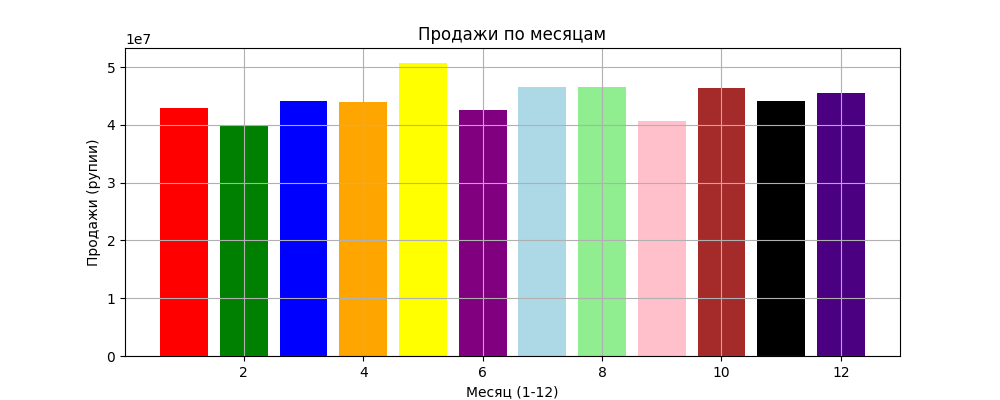 Продажи по месяцам
1e7
5
4
3
2
1
0
Продажи (рупии)
2 4 6 8 10 12
Месяц (1-12)